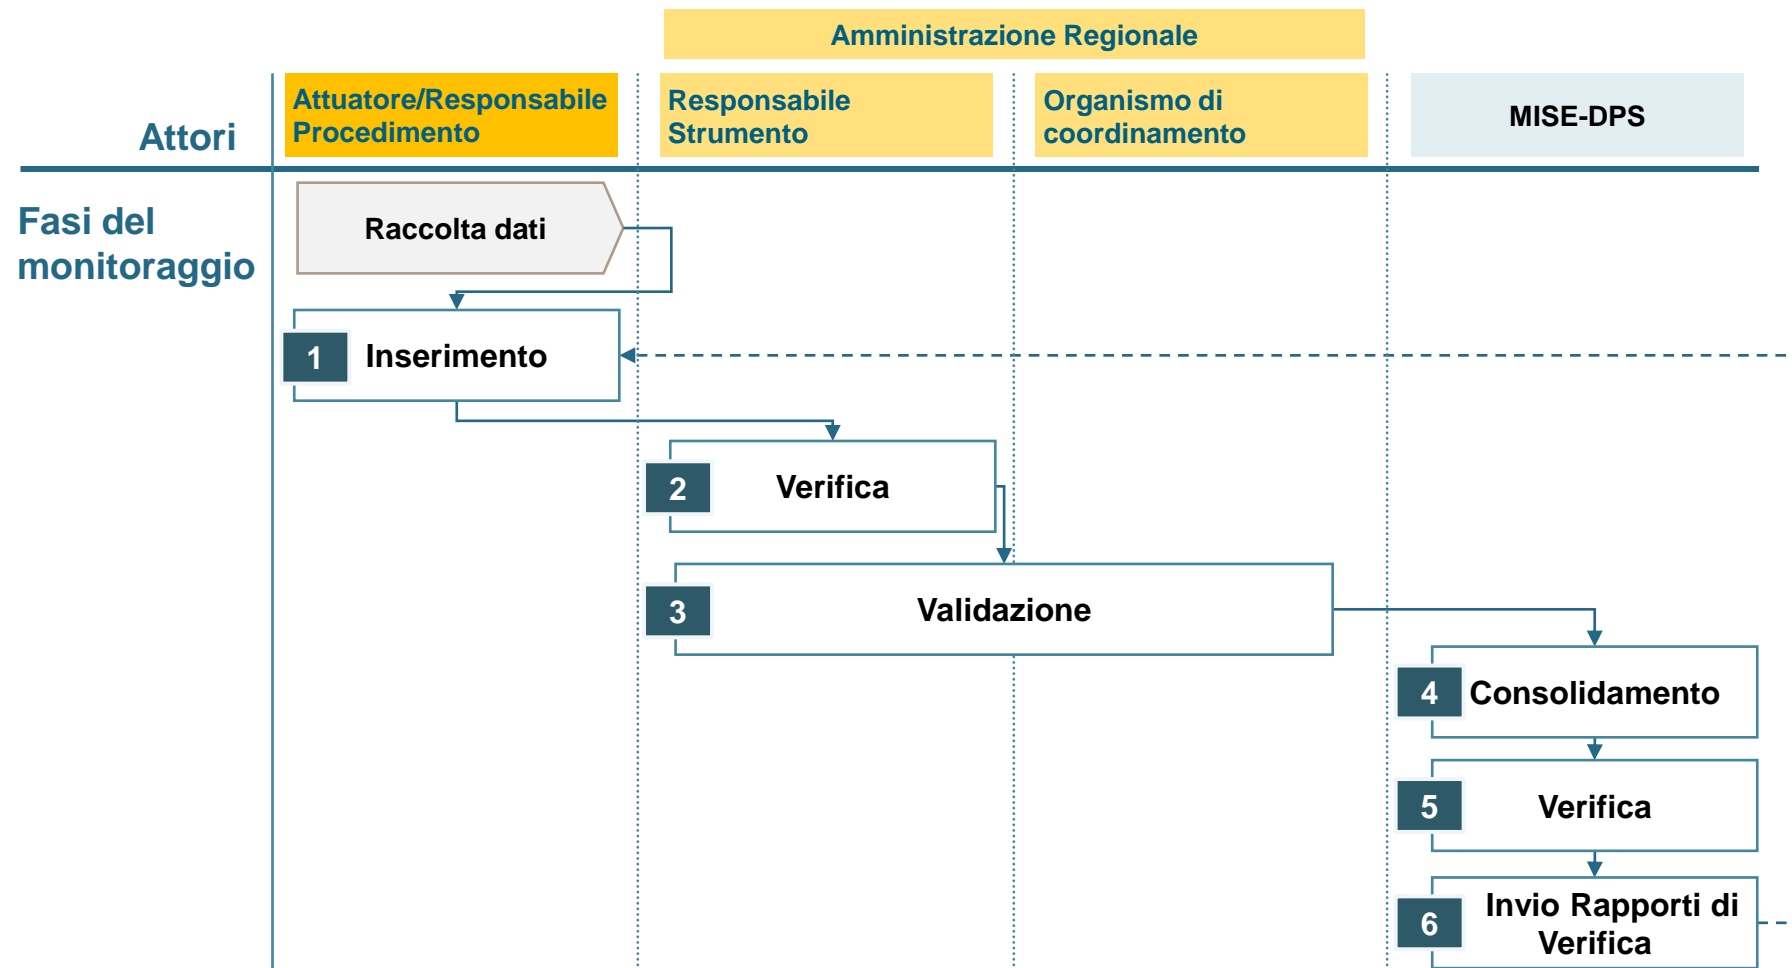 Amministrazione Regionale
Attori
Attuatore/Responsabile
Procedimento
Responsabile
Strumento
Organismo di
coordinamento
MISE-DPS
Fasi del
monitoraggio
Raccolta dati
1
Inserimento
2
Verifica
3
Validazione
4
Consolidamento
5
Verifica
6
Invio Rapporti di
Verifica